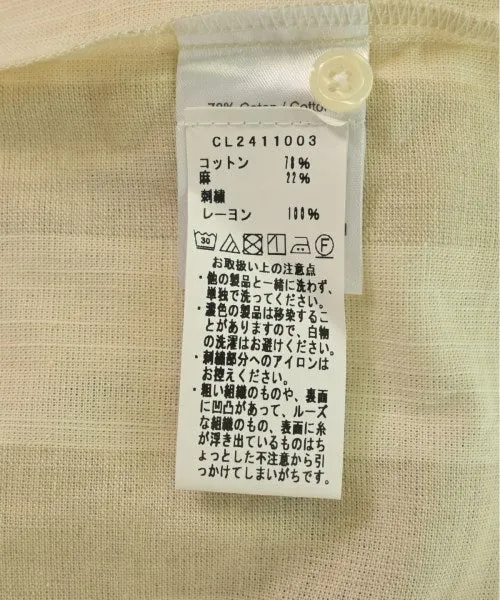 CL2411003
コットン 78%
麻 22%
刺繍
レーヨン 100%
30
F
お取扱い上の注意点
・他の製品と一緒に洗わず、
単独で洗ってください。
・濃色の製品は移染するこ
とがありますので、白物
の洗濯はお避けください。
・刺繍部分へのアイロンは
お控えください。
・粗い組織のものや、裏面
に凹凸があって、ルーズ
な組織のもの、表面に糸
が浮き出ているものはち
ょっとした不注意から引
っかけてしまいがちです。